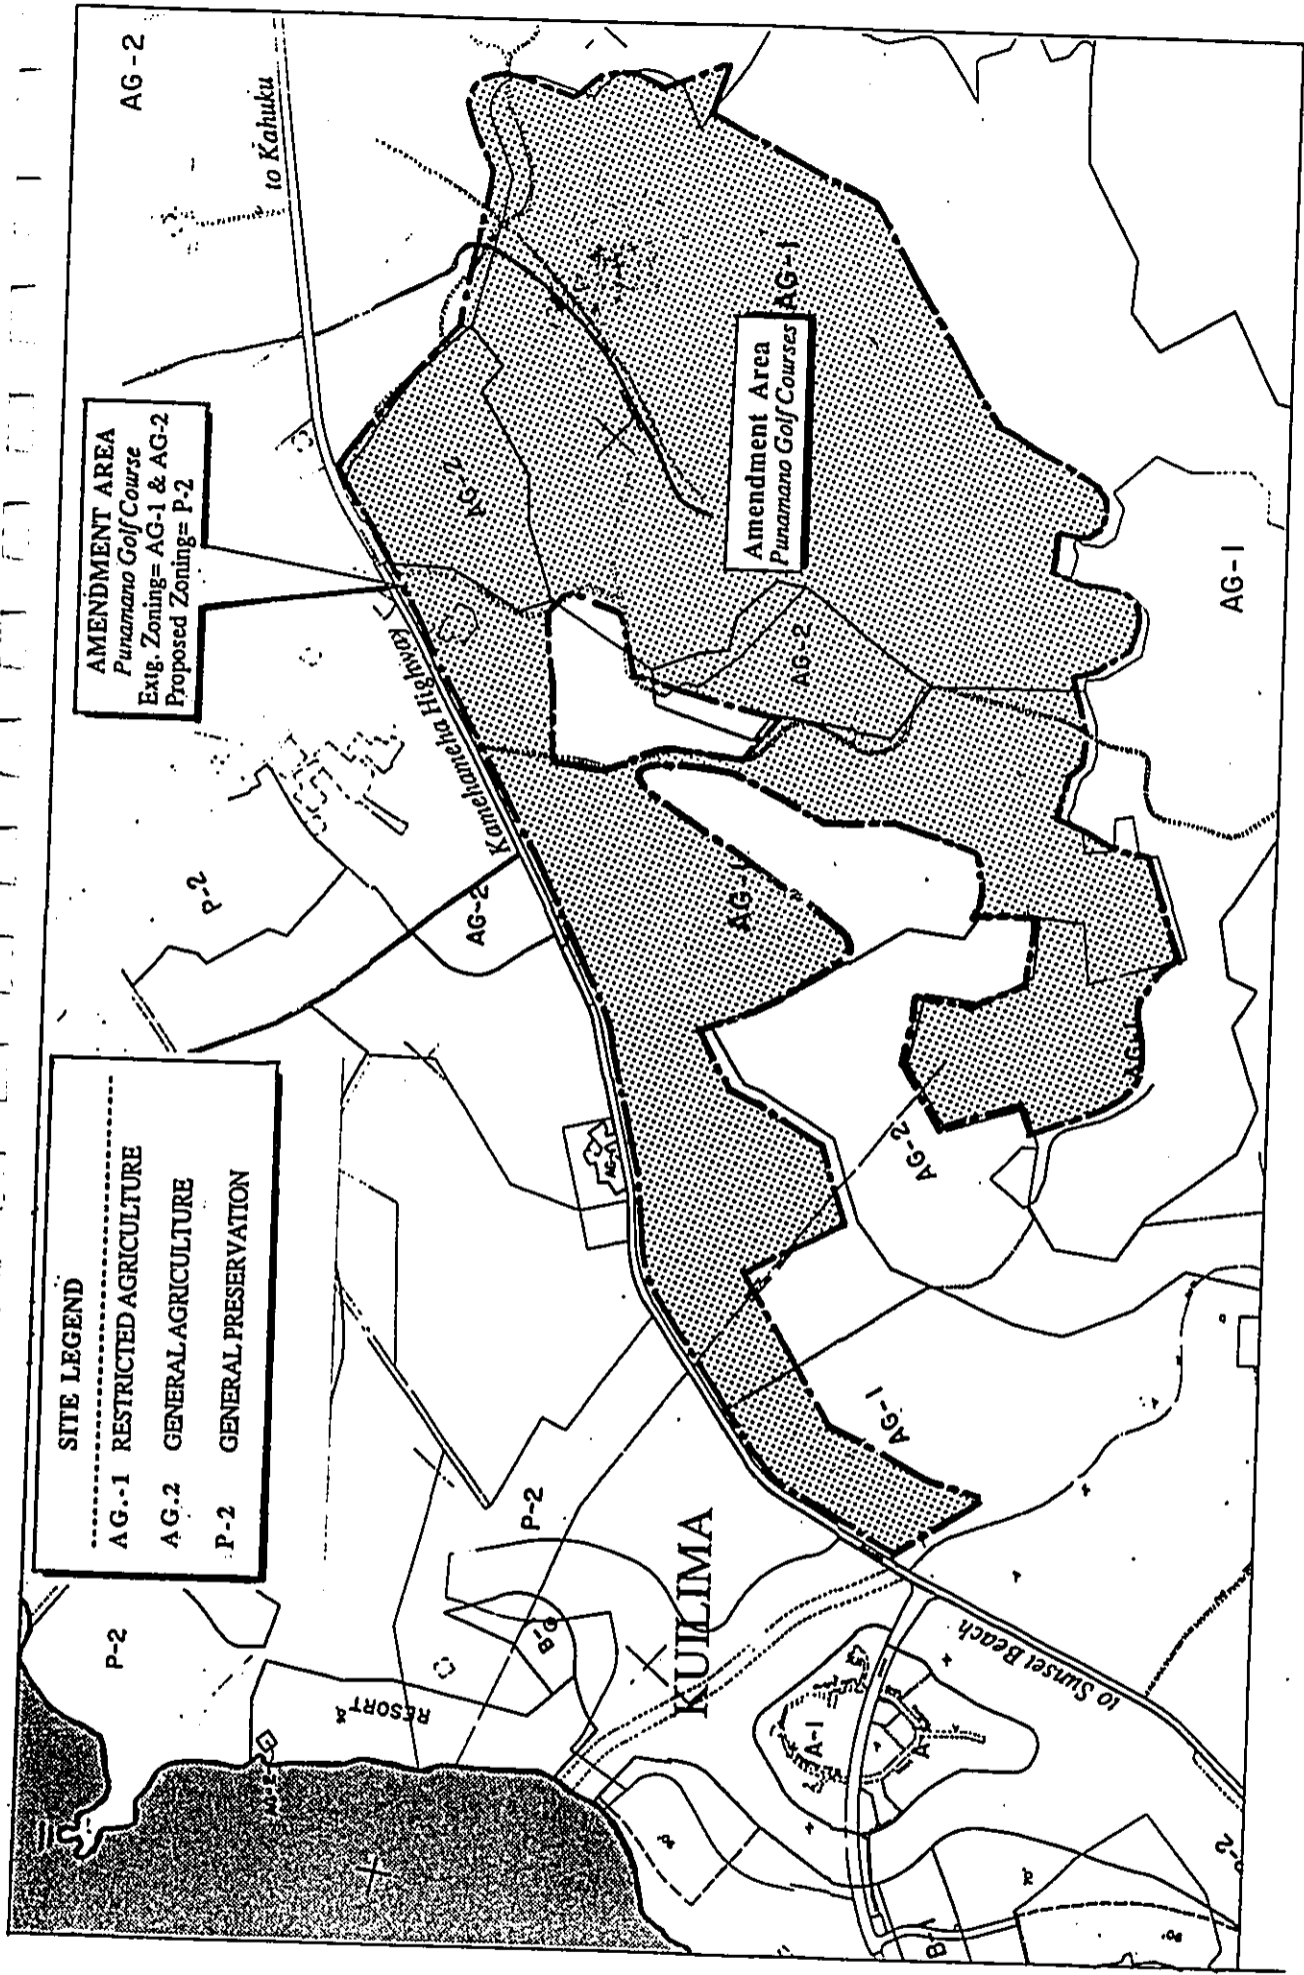 SITE LEGEND
AG.-1 RESTRICTED AGRICULTURE
AG.2 GENERAL AGRICULTURE
P-2 GENERAL PRESERVATION
AMENDMENT AREA
Punamano Golf Course
Extg. Zoning= AG-1 & AG-2
Proposed Zoning= P-2
AG-2
to Kahuku
P-2
P-2
AG-2
Kamehameha Highway
AG-2
RESORT
P-2
AG-1
KUILIMA
Amendment Area
Punamano Golf Courses
AG-1
AG-2
AG-1
AG-2
AG-1
AG-1
A-1
to Sunset Beach